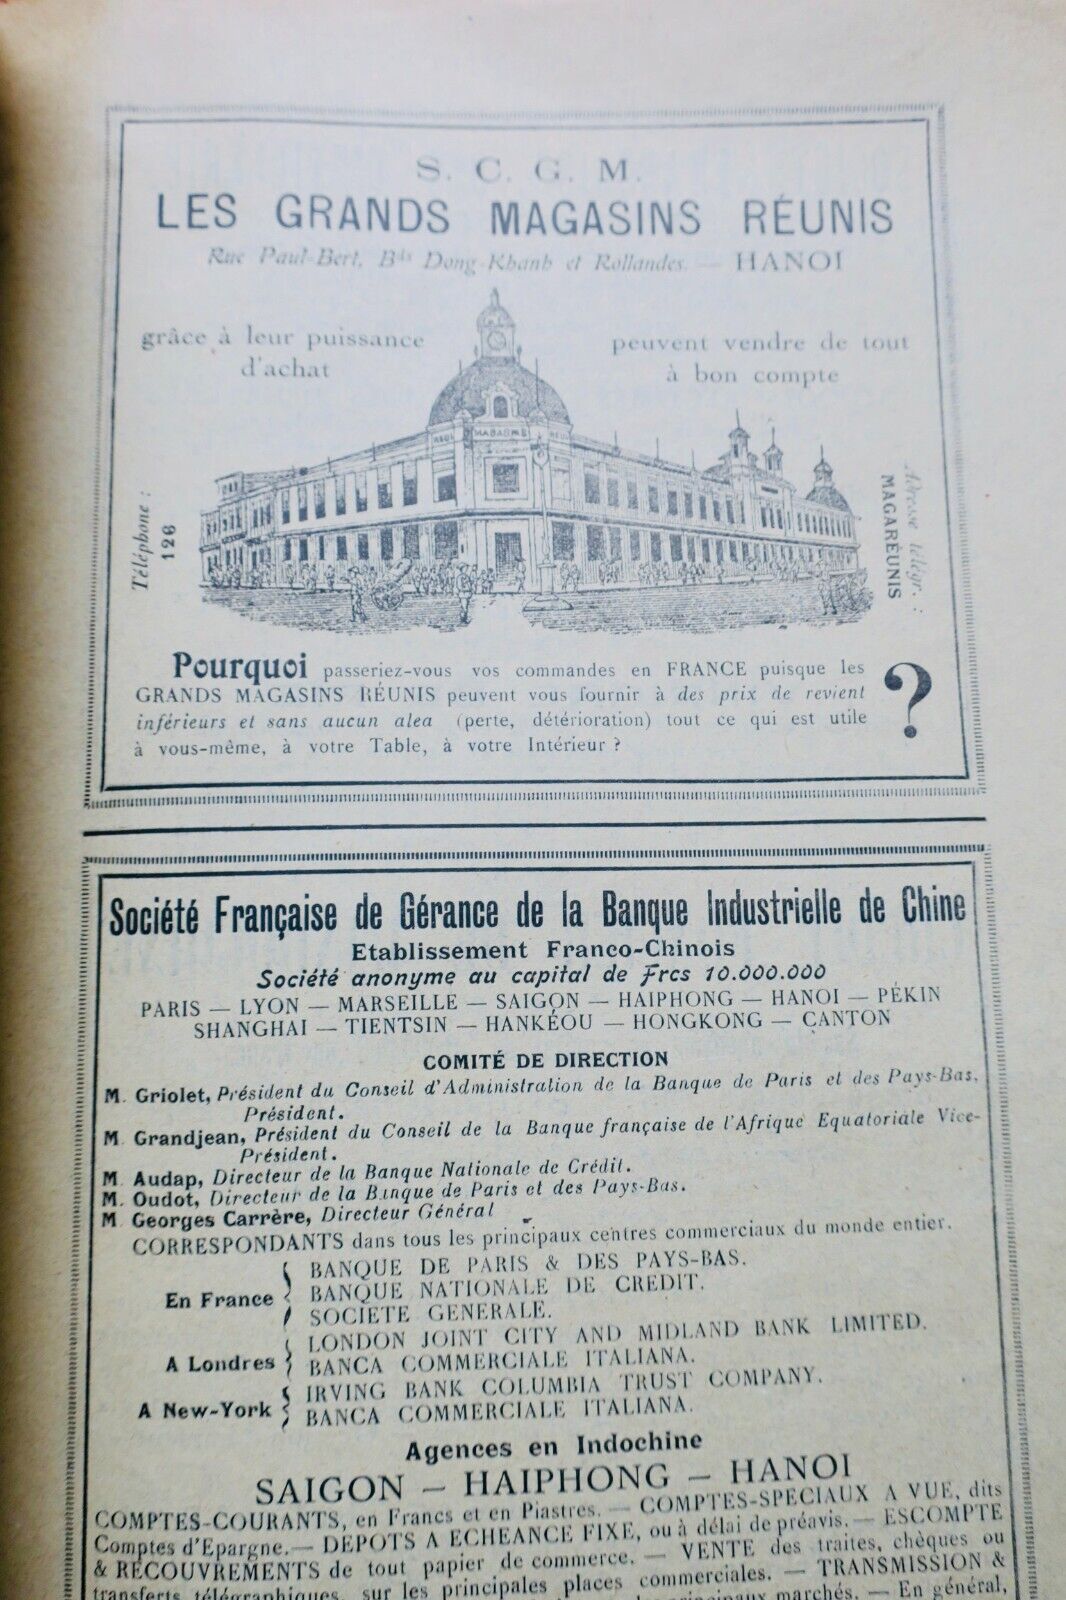 S. C. G. M.
LES GRANDS MAGASINS RÉUNIS
Rue Paul-Bert, Bds Dong-Khanh et Rollandes. — HANOI
grâce à leur puissance
d'achat
peuvent vendre de tout
à bon compte
MAGASINS
Téléphone :
126
Adresse télégr. :
MAGARÉUNIS
Pourquoi passeriez-vous vos commandes en FRANCE puisque les
GRANDS MAGASINS RÉUNIS peuvent vous fournir à des prix de revient
inférieurs et sans aucun alea (perte, détérioration) tout ce qui est utile
à vous-même, à votre Table, à votre Intérieur ?
?
Société Française de Gérance de la Banque Industrielle de Chine
Etablissement Franco-Chinois
Société anonyme au capital de Frcs 10.000.000
PARIS — LYON — MARSEILLE — SAIGON — HAIPHONG — HANOI — PÉKIN
SHANGHAI — TIENTSIN — HANKÉOU — HONGKONG — CANTON
COMITÉ DE DIRECTION
M. Griolet, Président du Conseil d'Administration de la Banque de Paris et des Pays-Bas,
Président.
M. Grandjean, Président du Conseil de la Banque française de l'Afrique Equatoriale Vice-
Président.
M. Audap, Directeur de la Banque Nationale de Crédit.
M. Oudot, Directeur de la Banque de Paris et des Pays-Bas.
M. Georges Carrère, Directeur Général
CORRESPONDANTS dans tous les principaux centres commerciaux du monde entier.
En France
BANQUE DE PARIS & DES PAYS-BAS.
BANQUE NATIONALE DE CREDIT.
SOCIETE GENERALE.
A Londres
LONDON JOINT CITY AND MIDLAND BANK LIMITED.
BANCA COMMERCIALE ITALIANA.
A New-York
IRVING BANK COLUMBIA TRUST COMPANY.
BANCA COMMERCIALE ITALIANA.
Agences en Indochine
SAIGON — HAIPHONG — HANOI
COMPTES-COURANTS, en Francs et en Piastres. — COMPTES-SPECIAUX A VUE, dits
Comptes d'Epargne. — DEPOTS A ECHEANCE FIXE, ou à délai de préavis. — ESCOMPTE
& RECOUVREMENTS de tout papier de commerce. — VENTE des traites, chèques ou
transferts télégraphiques, sur les principales places commerciales. — TRANSMISSION &
principaux marchés. — En général,